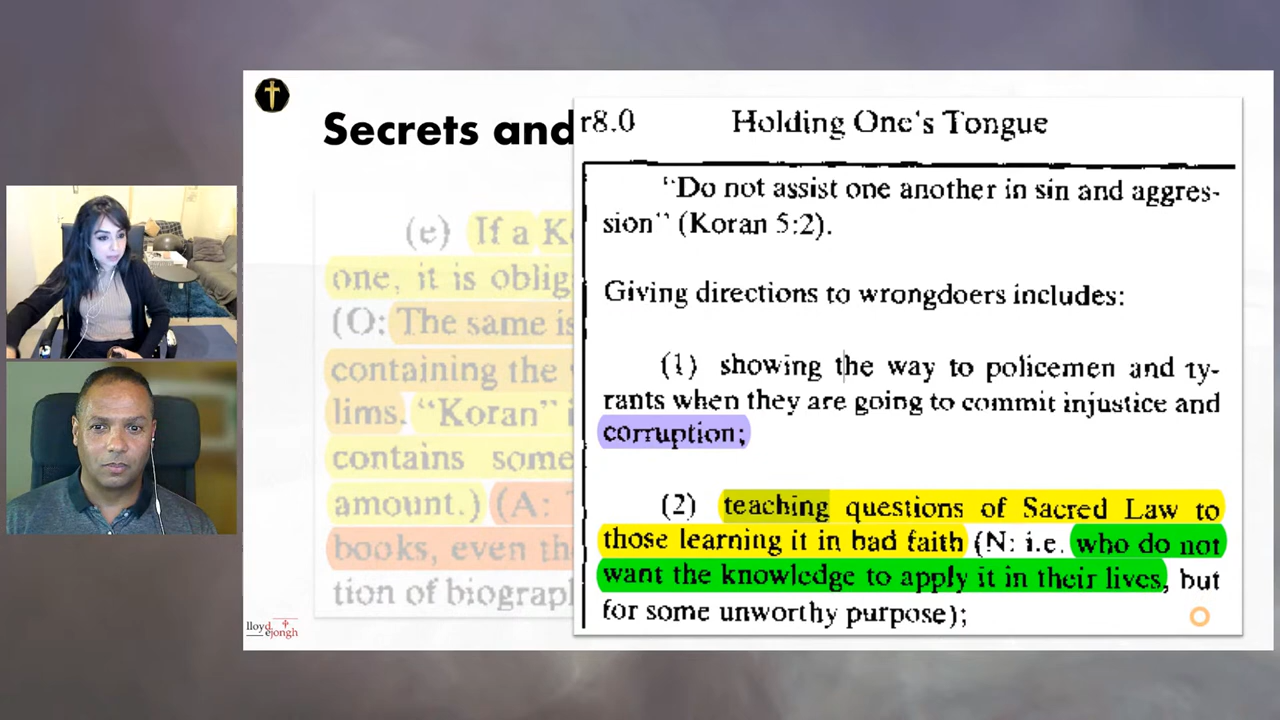 Secrets and
(e) If a K
one, it is oblig
(O: The same is
containing the
lims. "Koran" i
contains some
amount.) (A:
books, even th
tion of biograp
r8.0 Holding One's Tongue
"Do not assist one another in sin and aggres-
sion" (Koran 5:2).
Giving directions to wrongdoers includes:
(1) showing the way to policemen and ty-
rants when they are going to commit injustice and
corruption;
(2) teaching questions of Sacred Law to
those learning it in bad faith (N: i.e. who do not
want the knowledge to apply it in their lives, but
for some unworthy purpose);
lloyd
ejongh